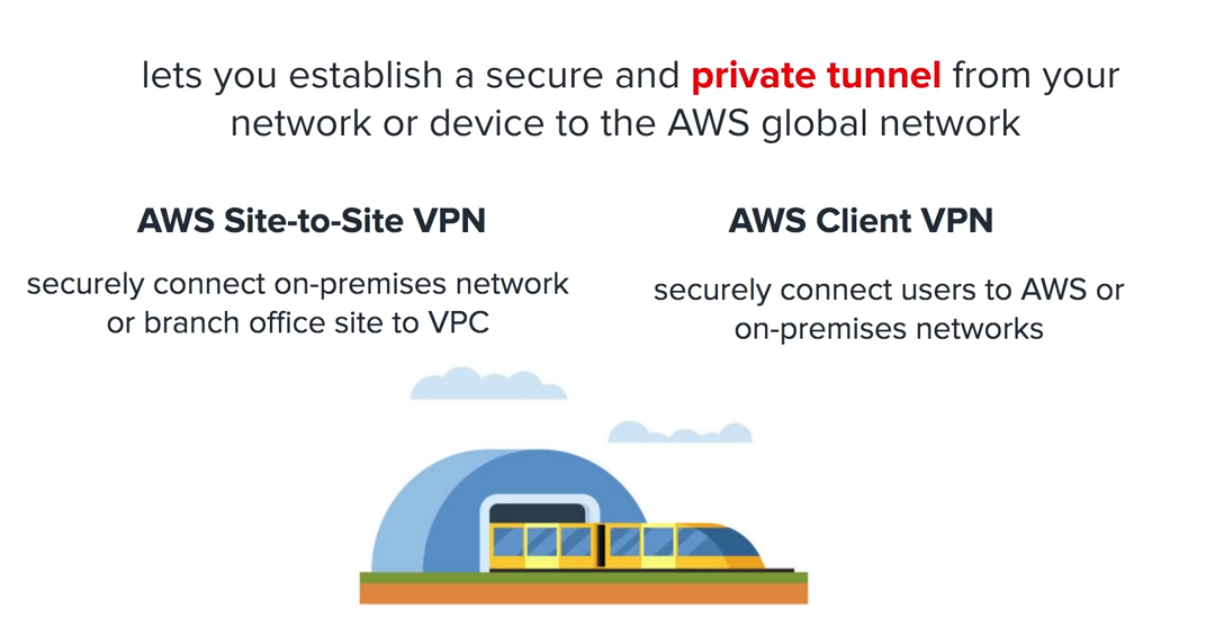 lets you establish a secure and private tunnel from your
network or device to the AWS global network
AWS Site-to-Site VPN
securely connect on-premises network
or branch office site to VPC
AWS Client VPN
securely connect users to AWS or
on-premises networks